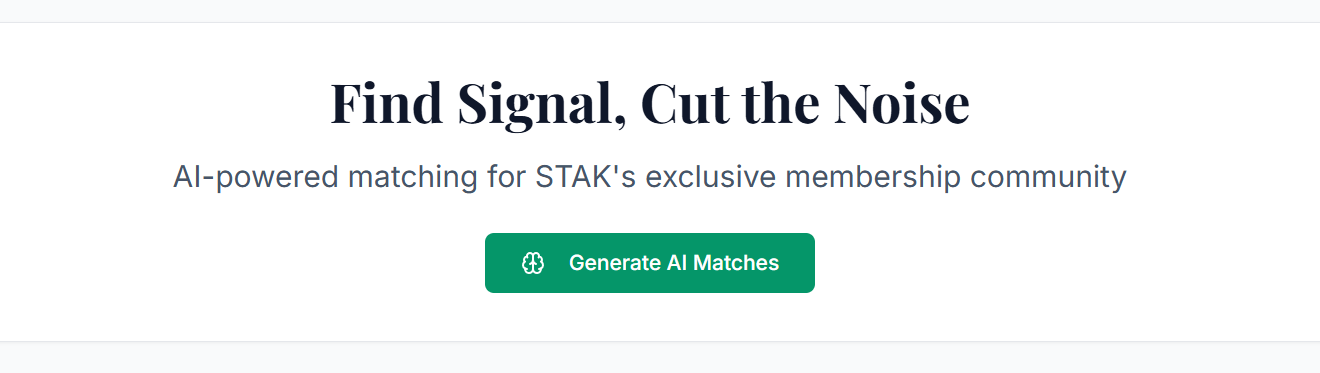 Find Signal, Cut the Noise
AI-powered matching for STAK's exclusive membership community
Generate AI Matches